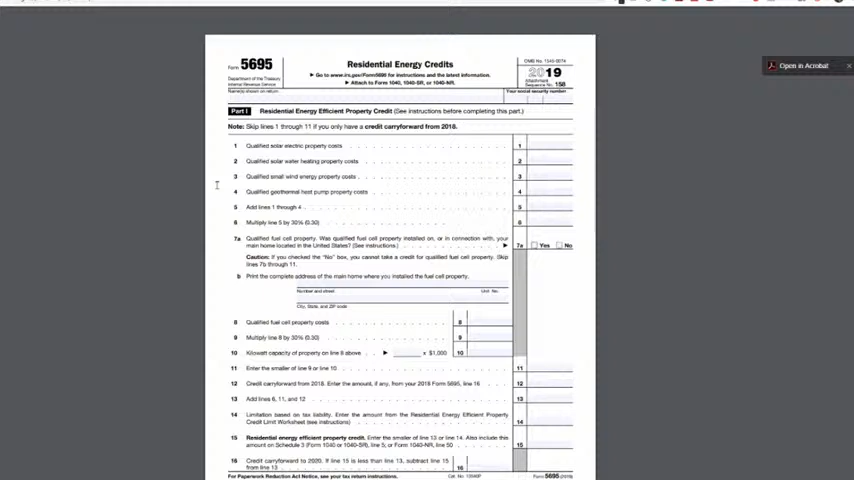 Open in Acrobat
Form 5695
Department of the Treasury
Internal Revenue Service
Residential Energy Credits
▶ Go to www.irs.gov/Form5695 for instructions and the latest information.
▶ Attach to Form 1040, 1040-SR, or 1040-NR.
OMB No. 1545-0074
2019
Attachment
Sequence No. 158
Name(s) shown on return
Your social security number
Part I Residential Energy Efficient Property Credit (See instructions before completing this part.)
Note: Skip lines 1 through 11 if you only have a credit carryforward from 2018.
1 Qualified solar electric property costs 1
2 Qualified solar water heating property costs 2
3 Qualified small wind energy property costs 3
4 Qualified geothermal heat pump property costs 4
5 Add lines 1 through 4 5
6 Multiply line 5 by 30% (0.30) 6
7a Qualified fuel cell property. Was qualified fuel cell property installed on, or in connection with, your
main home located in the United States? (See instructions.) ▶ 7a Yes No
Caution: If you checked the "No" box, you cannot take a credit for qualified fuel cell property. Skip
lines 7b through 11.
b Print the complete address of the main home where you installed the fuel cell property.
Number and street Unit No.
City, State, and ZIP code
8 Qualified fuel cell property costs 8
9 Multiply line 8 by 30% (0.30) 9
10 Kilowatt capacity of property on line 8 above ▶ x $1,000 10
11 Enter the smaller of line 9 or line 10 11
12 Credit carryforward from 2018. Enter the amount, if any, from your 2018 Form 5695, line 16 12
13 Add lines 6, 11, and 12 13
14 Limitation based on tax liability. Enter the amount from the Residential Energy Efficient Property
Credit Limit Worksheet (see instructions) 14
15 Residential energy efficient property credit. Enter the smaller of line 13 or line 14. Also include this
amount on Schedule 3 (Form 1040 or 1040-SR), line 5; or Form 1040-NR, line 50 15
16 Credit carryforward to 2020. If line 15 is less than line 13, subtract line 15
from line 13 16
For Paperwork Reduction Act Notice, see your tax return instructions. Cat. No. 13540P Form 5695 (2019)